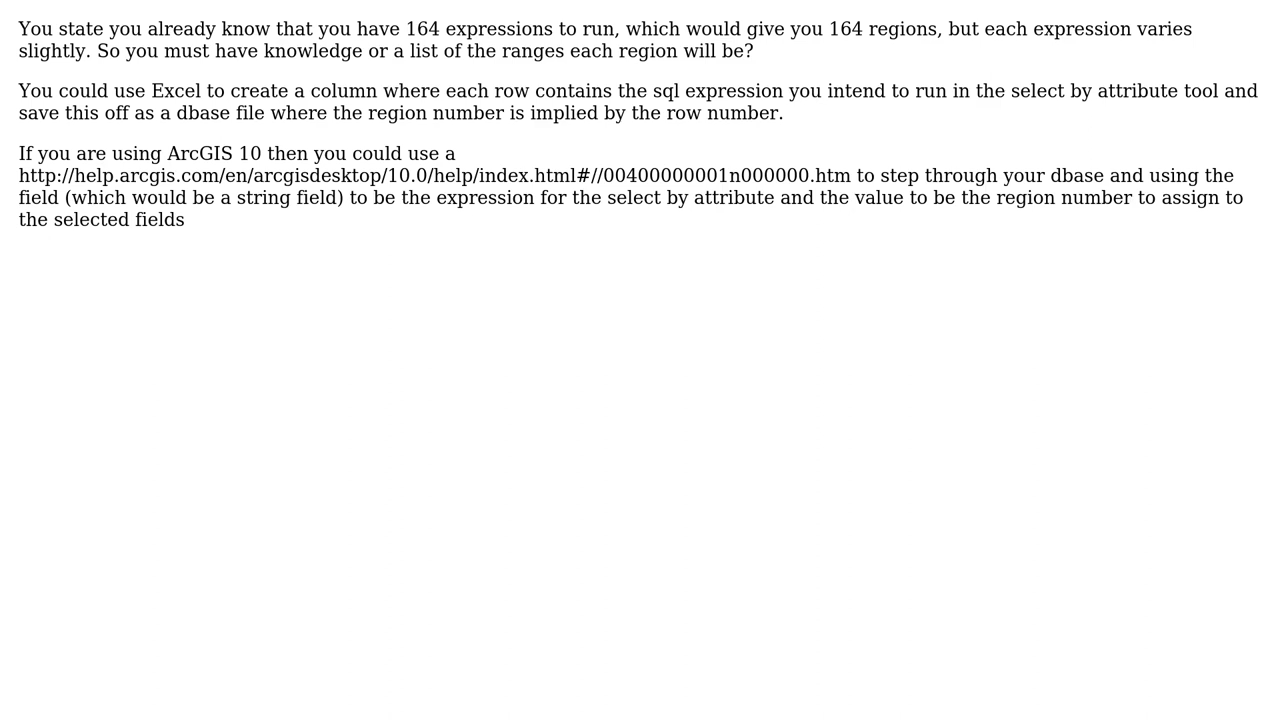 You state you already know that you have 164 expressions to run, which would give you 164 regions, but each expression varies
slightly. So you must have knowledge or a list of the ranges each region will be?
You could use Excel to create a column where each row contains the sql expression you intend to run in the select by attribute tool and
save this off as a dbase file where the region number is implied by the row number.
If you are using ArcGIS 10 then you could use a
http://help.arcgis.com/en/arcgisdesktop/10.0/help/index.html#//00400000001n000000.htm to step through your dbase and using the
field (which would be a string field) to be the expression for the select by attribute and the value to be the region number to assign to
the selected fields